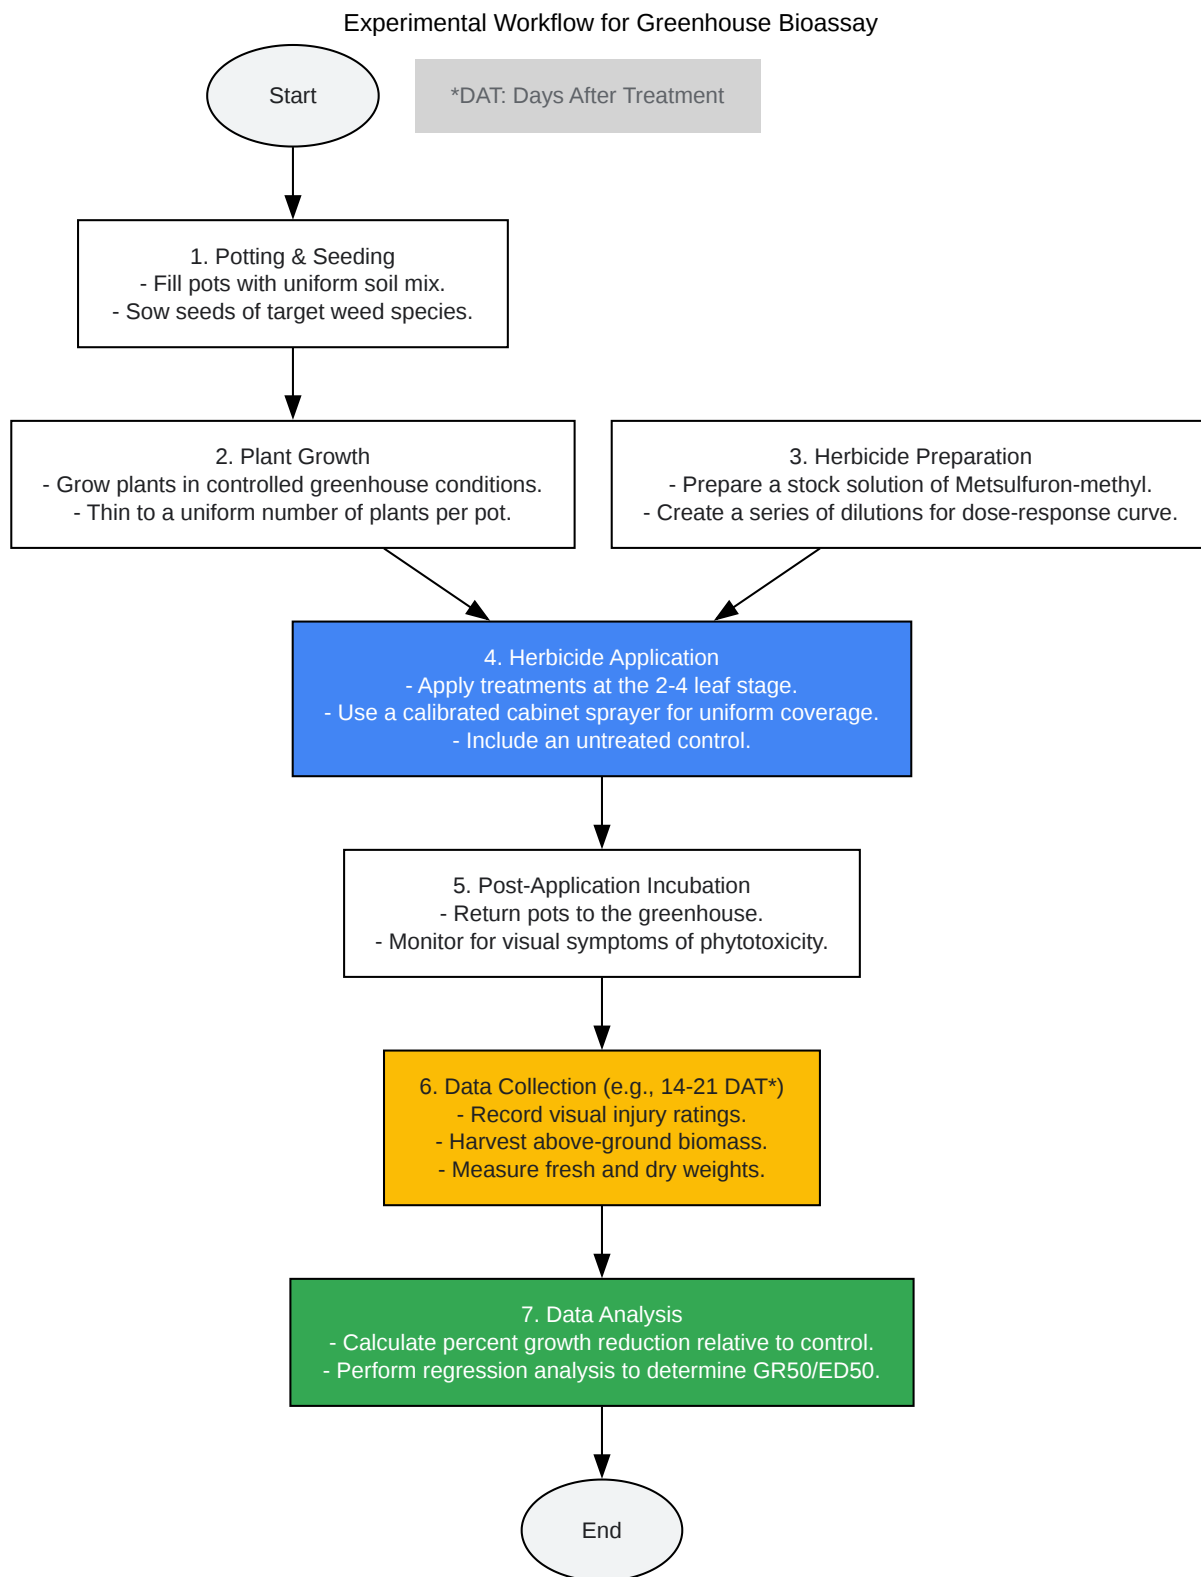 Experimental Workflow for Greenhouse Bioassay
Start
*DAT: Days After Treatment
1. Potting & Seeding
- Fill pots with uniform soil mix.
- Sow seeds of target weed species.
2. Plant Growth
- Grow plants in controlled greenhouse conditions.
- Thin to a uniform number of plants per pot.
3. Herbicide Preparation
- Prepare a stock solution of Metsulfuron-methyl.
- Create a series of dilutions for dose-response curve.
4. Herbicide Application
- Apply treatments at the 2-4 leaf stage.
- Use a calibrated cabinet sprayer for uniform coverage.
- Include an untreated control.
5. Post-Application Incubation
- Return pots to the greenhouse.
- Monitor for visual symptoms of phytotoxicity.
6. Data Collection (e.g., 14-21 DAT*)
- Record visual injury ratings.
- Harvest above-ground biomass.
- Measure fresh and dry weights.
7. Data Analysis
- Calculate percent growth reduction relative to control.
- Perform regression analysis to determine GR50/ED50.
End